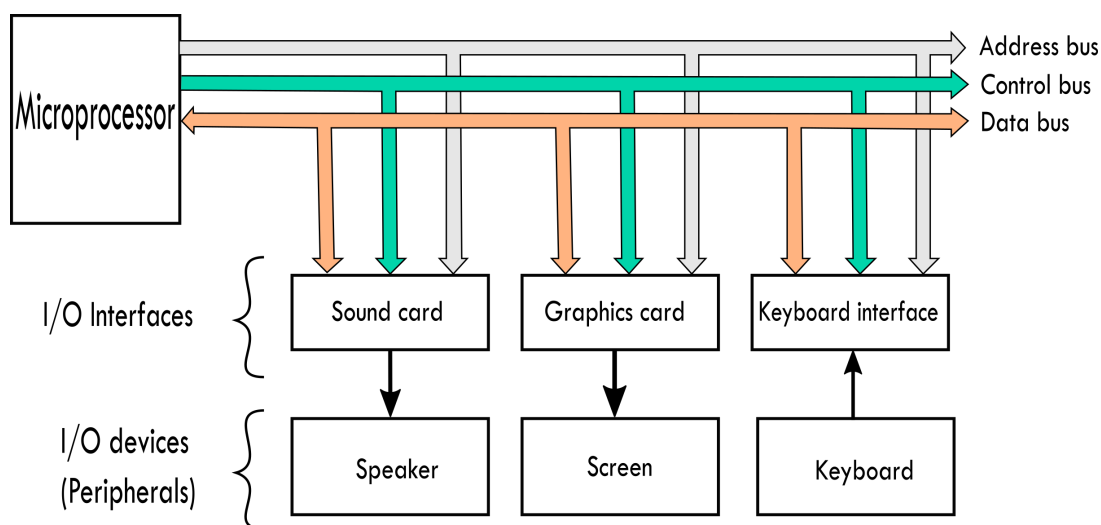 Microprocessor
Address bus
Control bus
Data bus
I/O Interfaces
Sound card
Graphics card
Keyboard interface
I/O devices
(Peripherals)
Speaker
Screen
Keyboard